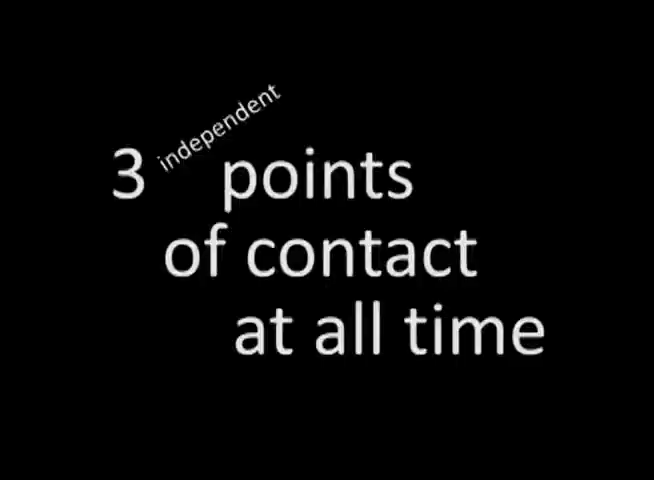 3 independent points
of contact
at all time